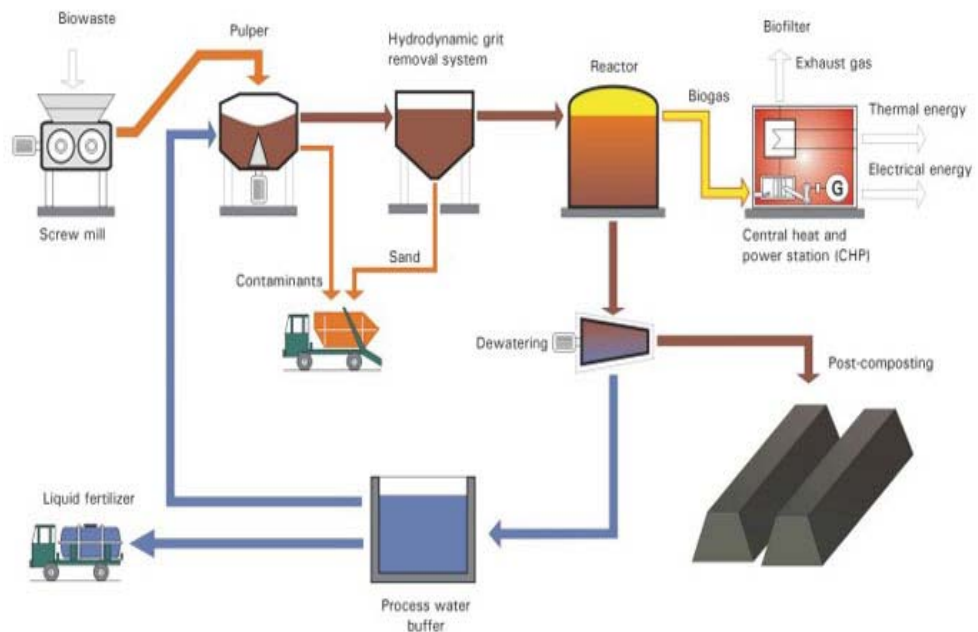 Biowaste
Pulper
Hydrodynamic grit
removal system
Reactor
Biofilter
Exhaust gas
Biogas
Thermal energy
Electrical energy
G
Screw mill
Central heat and
power station (CHP)
Sand
Contaminants
Dewatering
Post-composting
Liquid fertilizer
Process water
buffer